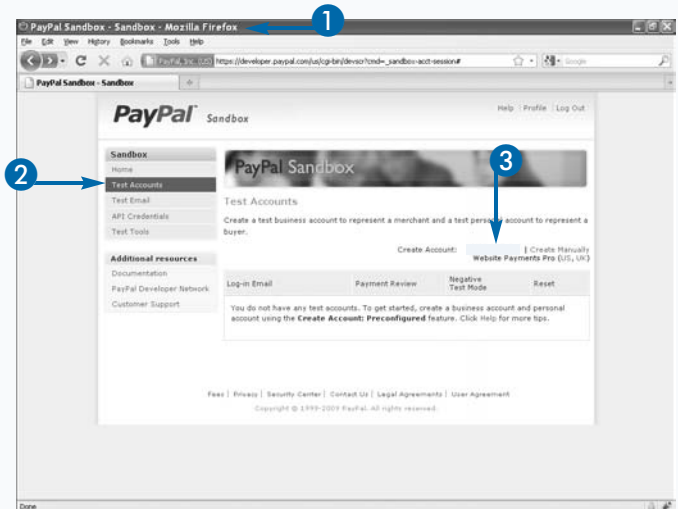 1
PayPal Sandbox - Sandbox - Mozilla Firefox
File Edit View History Bookmarks Tools Help
PayPal, Inc. (US) https://developer.paypal.com/us/cgi-bin/devscr?cmd=_sandbox-acct-session# Google
PayPal Sandbox - Sandbox
PayPal Sandbox
Help Profile Log Out
2
3
Sandbox
Home
Test Accounts
Test Email
API Credentials
Test Tools
Additional resources
Documentation
PayPal Developer Network
Customer Support
PayPal Sandbox
Test Accounts
Create a test business account to represent a merchant and a test personal account to represent a
buyer.
Create Account: | Create Manually
Website Payments Pro (US, UK)
Log-in Email Payment Review Negative Test Mode Reset
You do not have any test accounts. To get started, create a business account and personal
account using the Create Account: Preconfigured feature. Click Help for more tips.
Fees | Privacy | Security Center | Contact Us | Legal Agreements | User Agreement
Copyright © 1999-2009 PayPal. All rights reserved.
Done